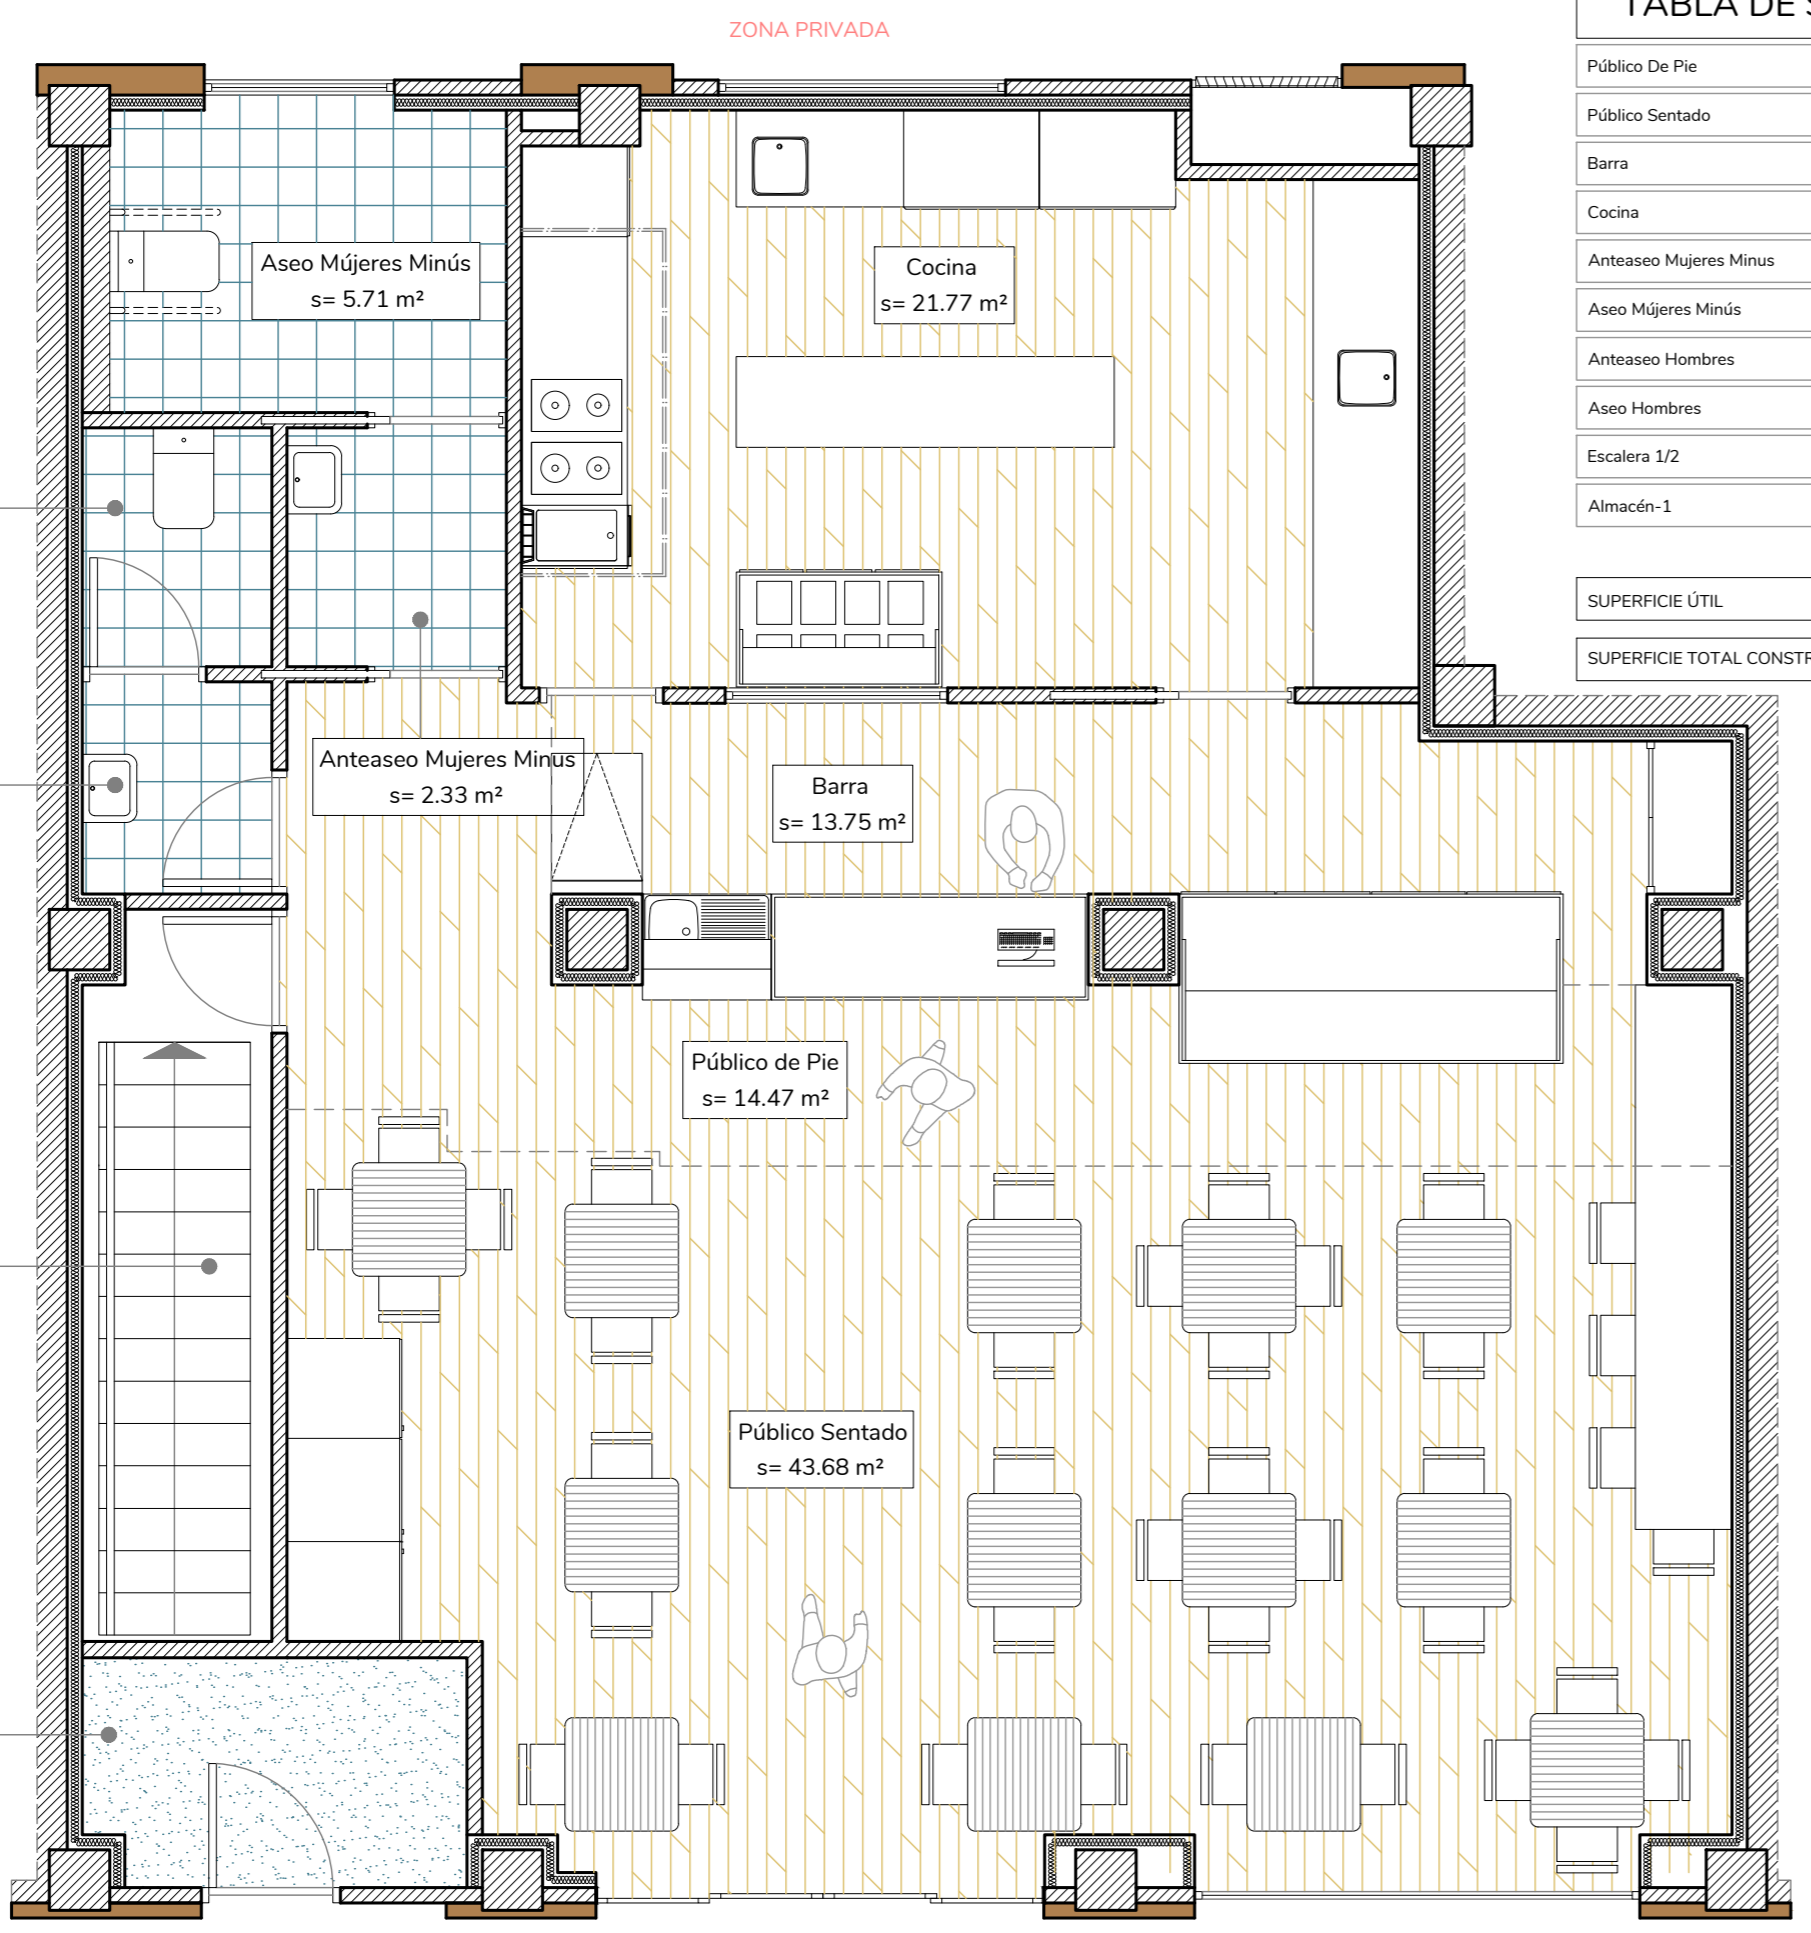 ZONA PRIVADA
TABLA DE
Público De Pie
Público Sentado
Barra
Cocina
Anteaseo Mujeres Minus
Aseo Mújeres Minús
Anteaseo Hombres
Aseo Hombres
Escalera 1/2
Almacén-1
SUPERFICIE ÚTIL
SUPERFICIE TOTAL CONSTR
Aseo Mújeres Minús
s= 5.71 m²
Cocina
s= 21.77 m²
Anteaseo Mujeres Minus
s= 2.33 m²
Barra
s= 13.75 m²
Público de Pie
s= 14.47 m²
Público Sentado
s= 43.68 m²